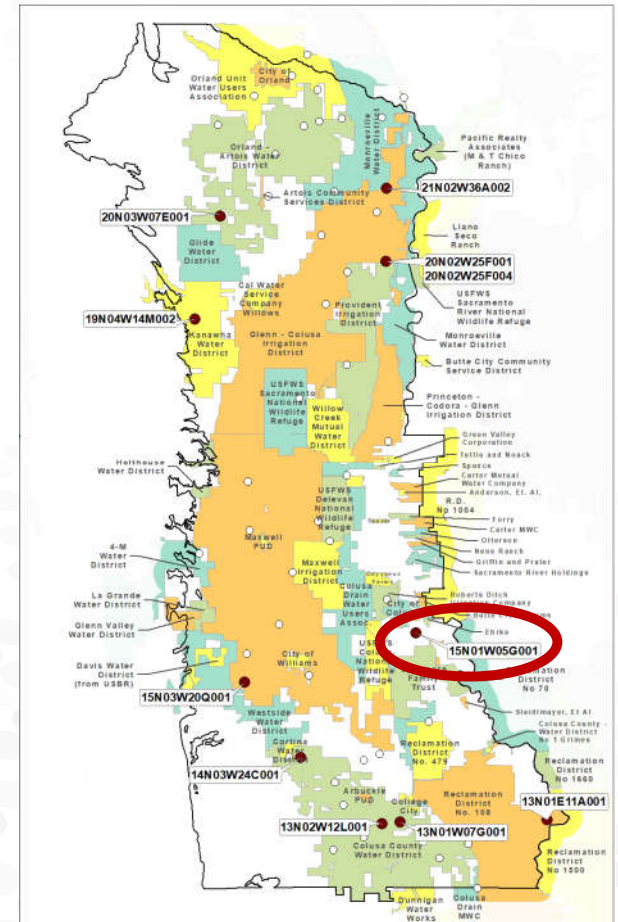 City of
Orland
Orland Unit
Water Users
Association
Monroeville
Water District
Pacific Realty
Associates
(M & T Chico
Ranch)
Orland -
Artois Water
District
21N02W36A002
Artois Community
Services District
20N03W07E001
Llano
Seco
Ranch
Glide
Water
District
20N02W25F001
20N02W25F004
Cal Water
Service
Company
Willows
USFWS
Sacramento
River National
Wildlife Refuge
Provident
Irrigation
District
19N04W14M002
Kanawha
Water
District
Glenn - Colusa
Irrigation
District
Monroeville
Water District
Butte City Community
Service District
USFWS
Sacramento
National
Wildlife
Refuge
Princeton -
Codora - Glenn
Irrigation District
Willow
Creek
Mutual
Water
District
Green Valley
Corporation
Tuttle and Noack
Spence
Carter Mutual
Water Company
Anderson, Et. Al.
Holthouse
Water District
R.D.
No 1004
USFWS
Delevan
National
Wildlife
Refuge
Forry
Carter MWC
Otterson
Maxwell
PUD
4-M
Water
District
Griffin and Prater
Sacramento River Holdings
Maxwell
Irrigation
District
Colusa
Drain
Water
Users
Assoc.
La Grande
Water District
Roberts Ditch
Company
City of
Glenn Valley
Water District
Ehrke
15N01W05G001
City of
Williams
National
Wildlife
Refuge
Family
Trust
Davis Water
District
(from USBR)
District
No 70
15N03W20Q001
Steidlmayer, Et Al
Westside
Water
District
Colusa County -
Water District
No 1 Grimes
Cortina
Water
Reclamation
District
No. 479
14N03W24C001
Reclamation
District
No 1660
Arbuckle
PUD
Reclamation
District
No. 108
13N01E11A001
College
City
13N02W12L001
13N01W07G001
Colusa County
Water District
Reclamation
District
No 1500
Dunnigan
Water
Works
Colusa
Drain
MWC